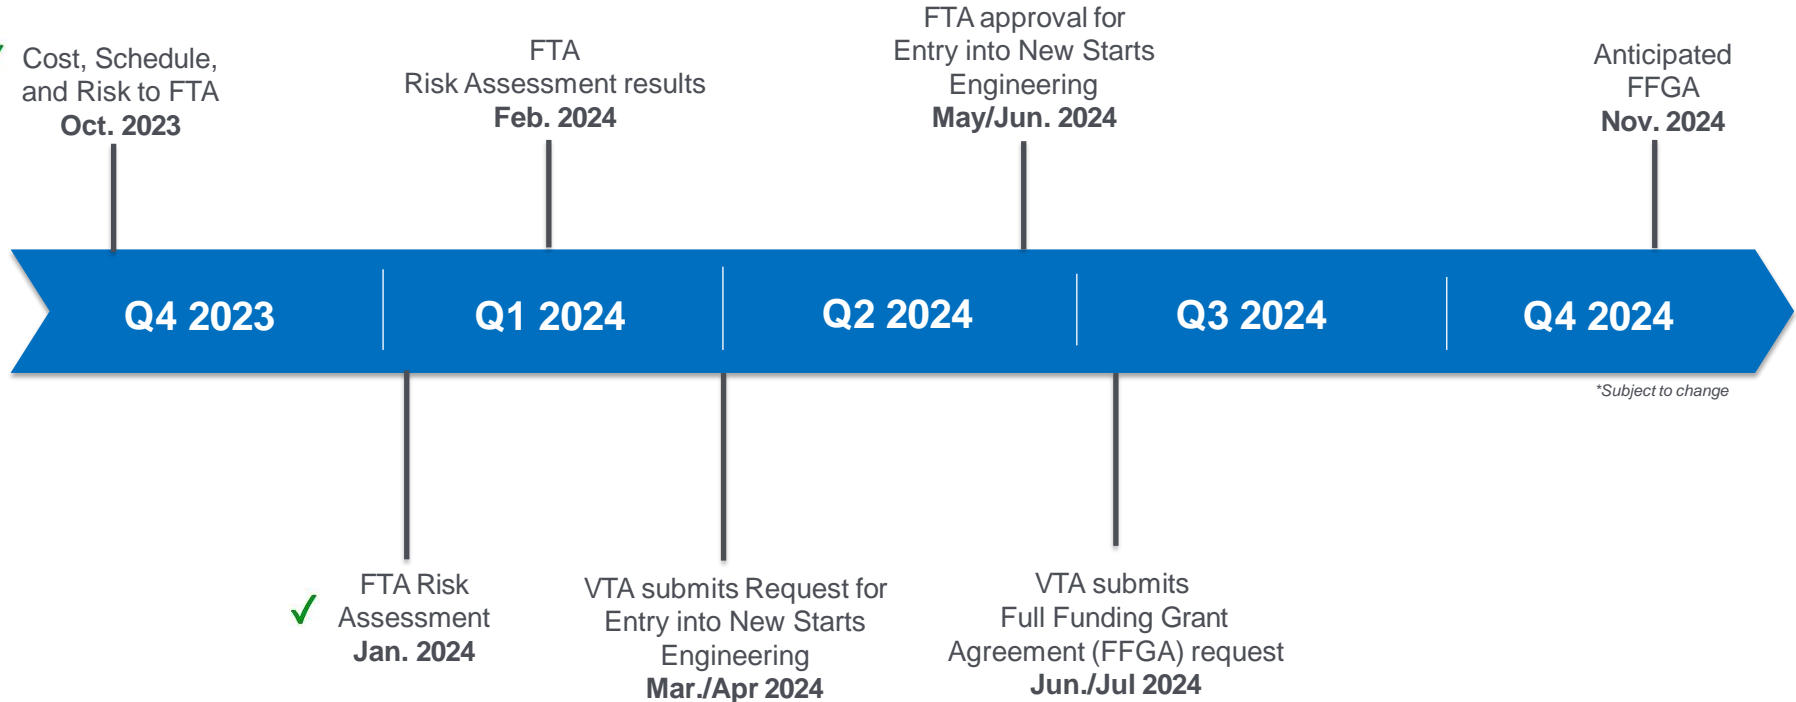 Cost, Schedule,
and Risk to FTA
Oct. 2023
FTA
Risk Assessment results
Feb. 2024
FTA approval for
Entry into New Starts
Engineering
May/Jun. 2024
Anticipated
FFGA
Nov. 2024
Q4 2023
Q1 2024
Q2 2024
Q3 2024
Q4 2024
*Subject to change
FTA Risk
Assessment
Jan. 2024
VTA submits Request for
Entry into New Starts
Engineering
Mar./Apr 2024
VTA submits
Full Funding Grant
Agreement (FFGA) request
Jun./Jul 2024